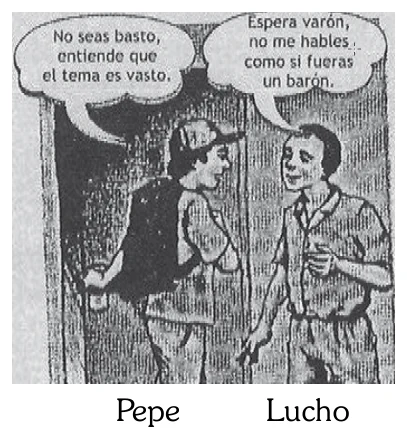 No seas basto,
entiende que
el tema es vasto.
Espera varón,
no me hables
como si fueras
un barón.
Pepe
Lucho